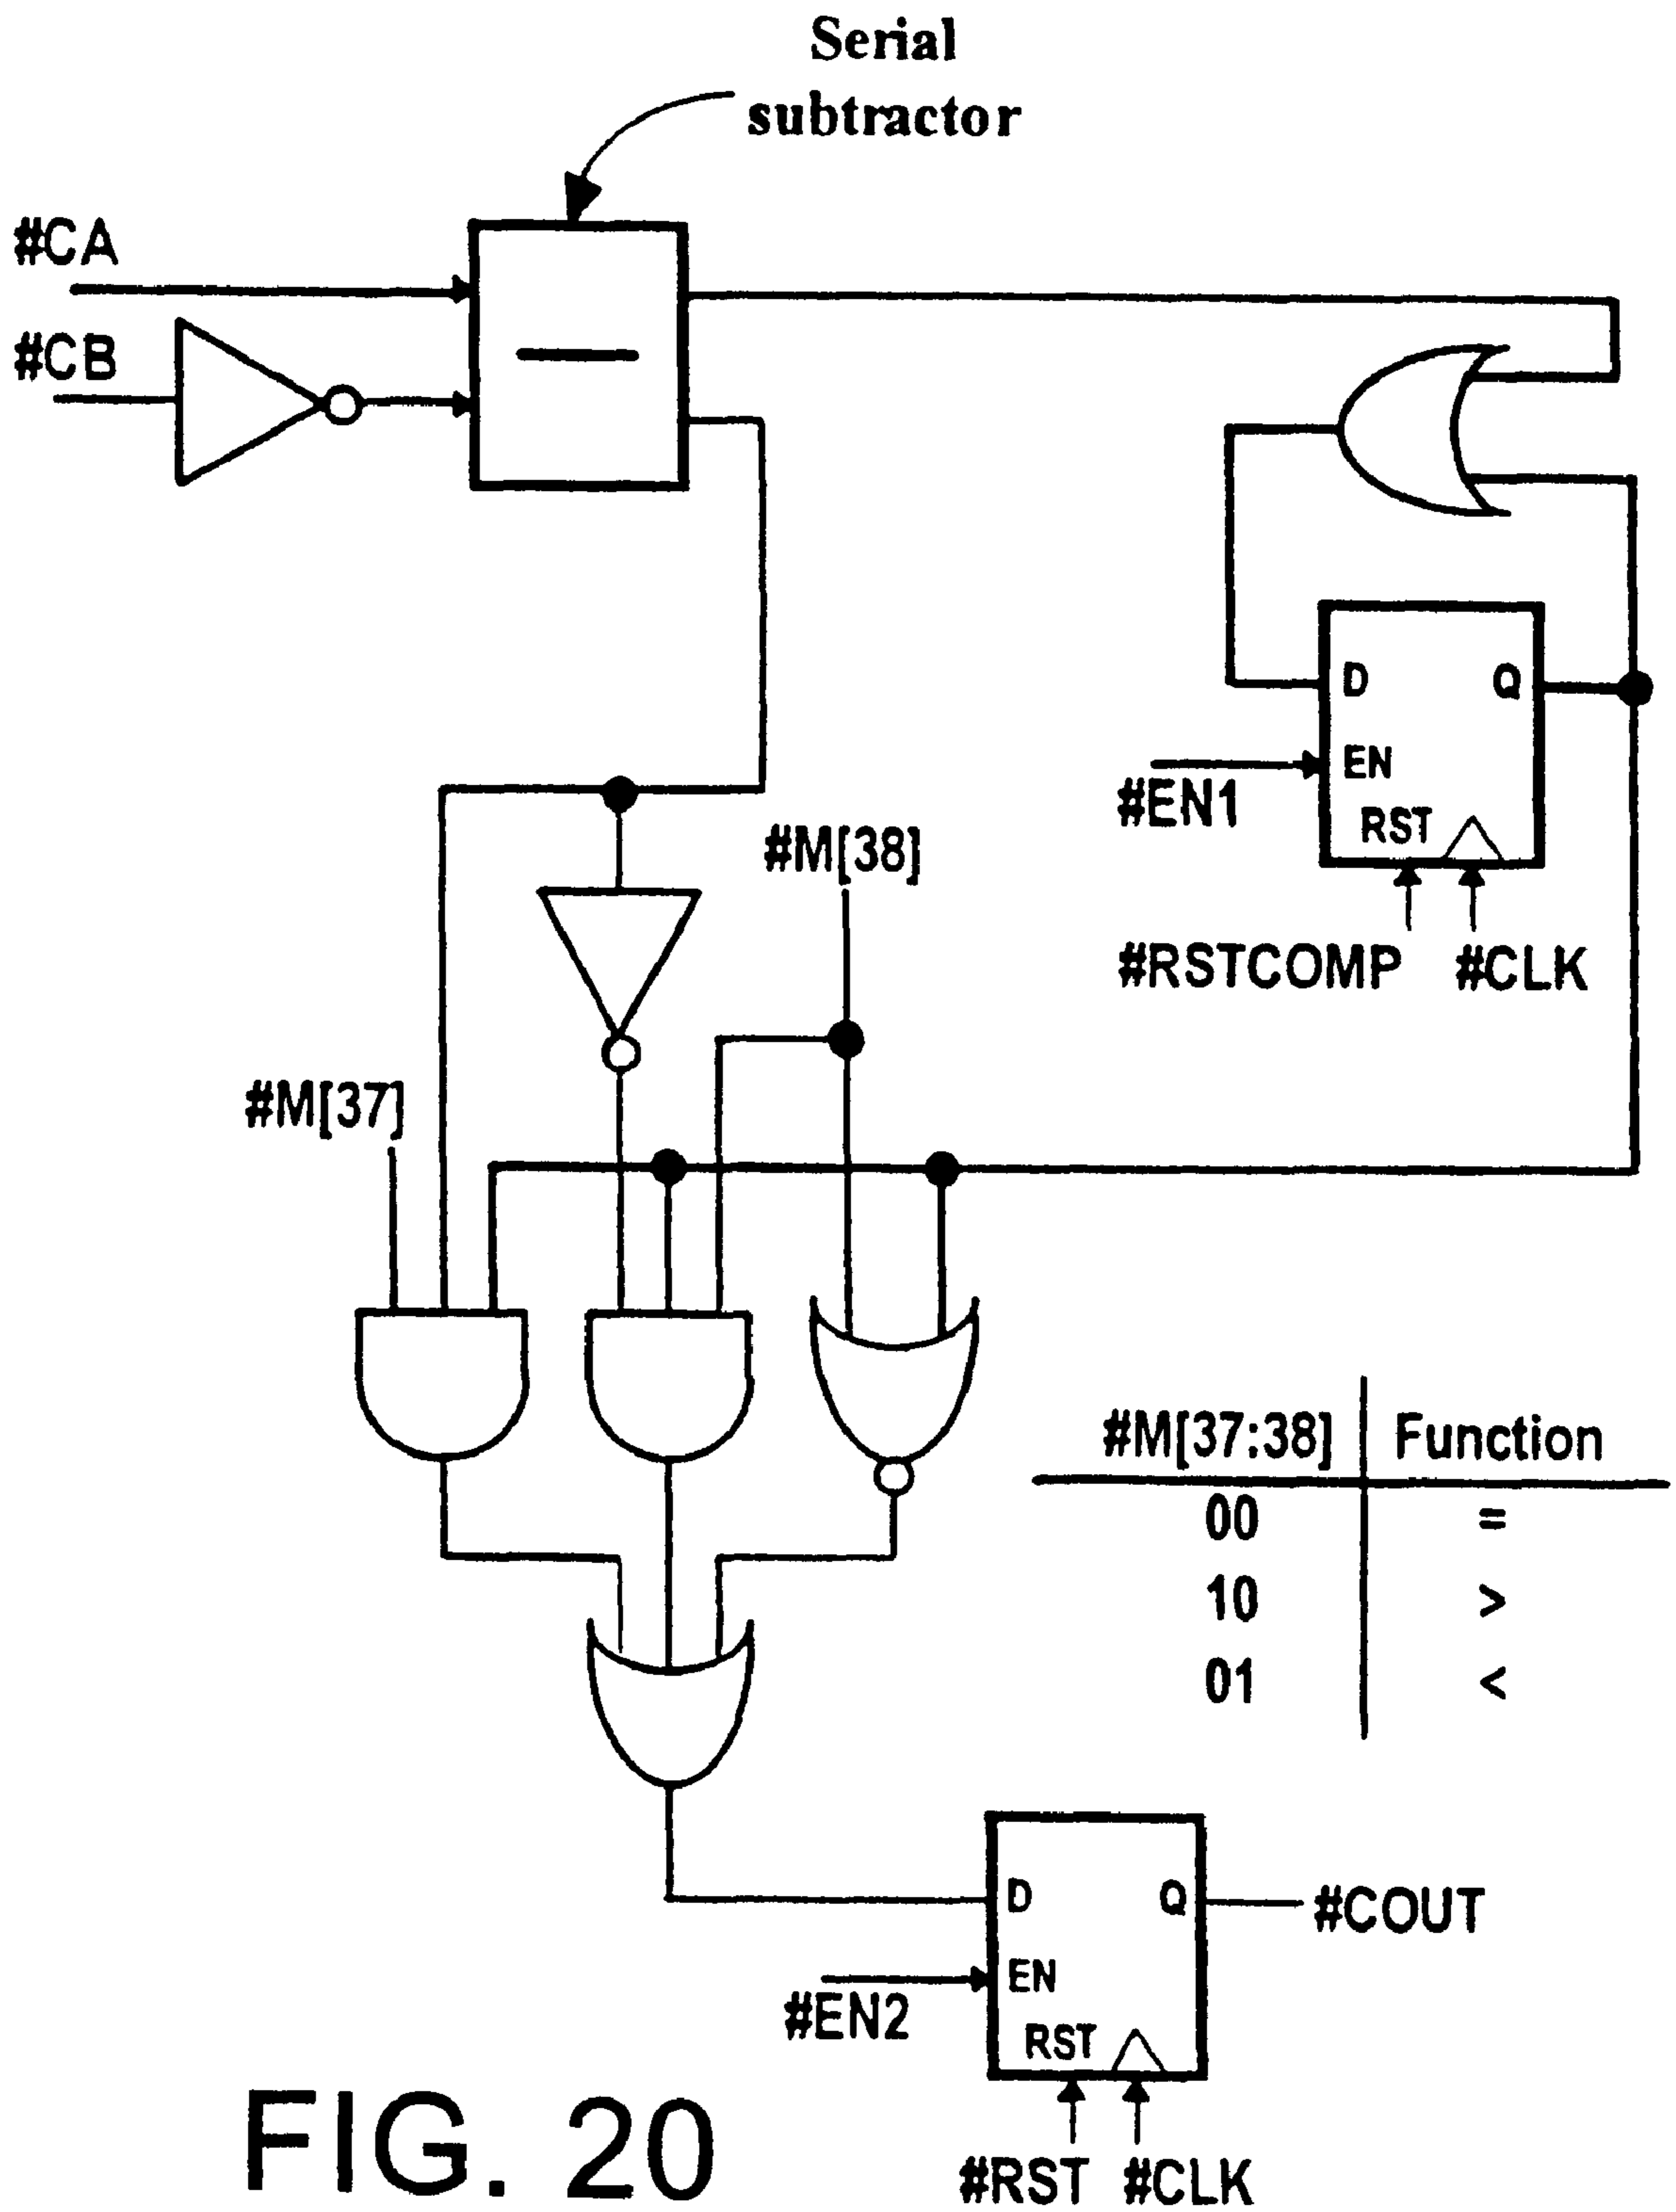 Serial
subtractor
#CA
#CB
D Q
EN
#EN1
RST
#M[38]
#RSTCOMP #CLK
#M[37]
#M[37:38] Function
00 =
10 >
01 <
D Q
#COUT
EN
#EN2
RST
#RST #CLK
FIG. 20